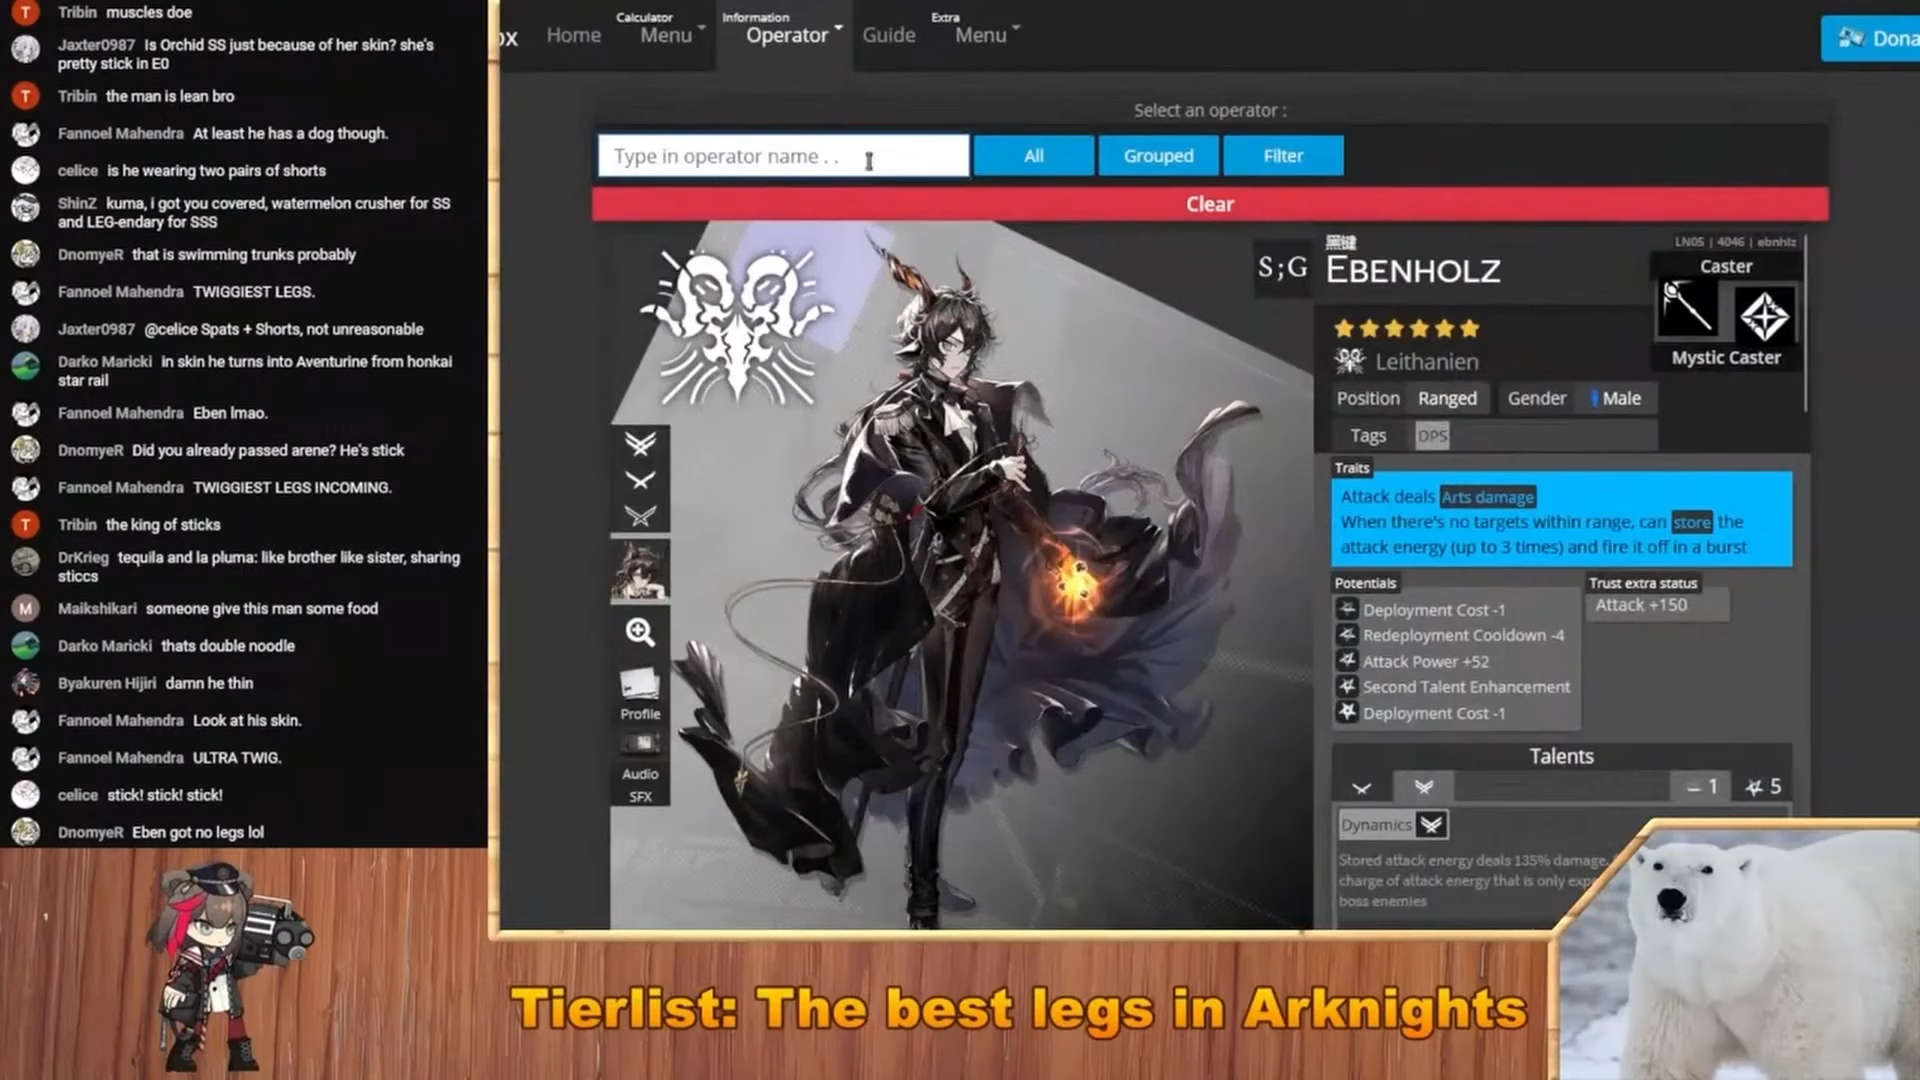 Tribin muscles doe
Jaxter0987 Is Orchid SS just because of her skin? she's
pretty stick in E0
Tribin the man is lean bro
Fannoel Mahendra At least he has a dog though.
celice is he wearing two pairs of shorts
ShinZ kuma, i got you covered, watermelon crusher for SS
and LEG-endary for SSS
DnomyeR that is swimming trunks probably
Fannoel Mahendra TWIGGIEST LEGS.
Jaxter0987 @celice Spats + Shorts, not unreasonable
Darko Maricki in skin he turns into Aventurine from honkai
star rail
Fannoel Mahendra Eben lmao.
DnomyeR Did you already passed arene? He's stick
Fannoel Mahendra TWIGGIEST LEGS INCOMING.
Tribin the king of sticks
DrKrieg tequila and la pluma: like brother like sister, sharing
sticcs
Maikshikari someone give this man some food
Darko Maricki thats double noodle
Byakuren Hijiri damn he thin
Fannoel Mahendra Look at his skin.
Fannoel Mahendra ULTRA TWIG.
celice stick! stick! stick!
DnomyeR Eben got no legs lol
T
T
T
M
ox
Home
Calculator
Menu
Information
Operator
Guide
Extra
Menu
Dona
Select an operator :
Type in operator name . .
All
Grouped
Filter
Clear
黑键
S;G EBENHOLZ
LN05 | 4046 | ebnhlz
Caster
Mystic Caster
Leithanien
Position Ranged Gender Male
Tags DPS
Traits
Attack deals Arts damage
When there's no targets within range, can store the
attack energy (up to 3 times) and fire it off in a burst
Potentials
Deployment Cost -1
Redeployment Cooldown -4
Attack Power +52
Second Talent Enhancement
Deployment Cost -1
Trust extra status
Attack +150
Talents
1
5
Dynamics
Stored attack energy deals 135% damage.
charge of attack energy that is only
boss enemies
Profile
Audio
SFX
Tierlist: The best legs in Arknights